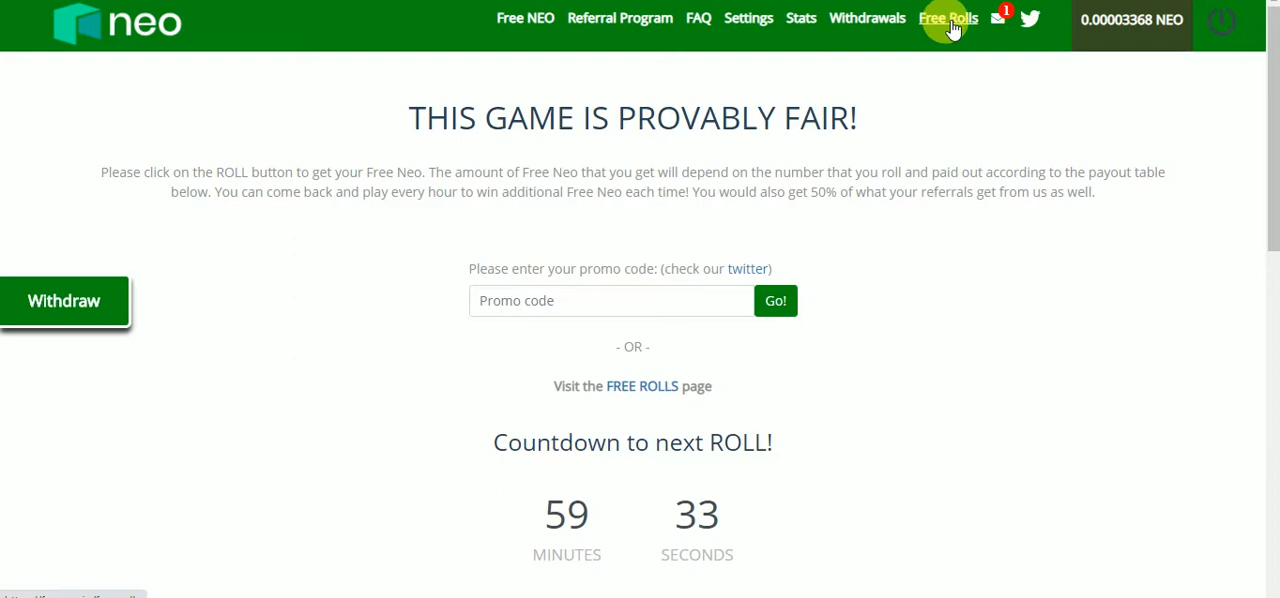 neo
Free NEO Referral Program FAQ Settings Stats Withdrawals Free Rolls 1 0.00003368 NEO
THIS GAME IS PROVABLY FAIR!
Please click on the ROLL button to get your Free Neo. The amount of Free Neo that you get will depend on the number that you roll and paid out according to the payout table
below. You can come back and play every hour to win additional Free Neo each time! You would also get 50% of what your referrals get from us as well.
Please enter your promo code: (check our twitter)
Withdraw
Promo code Go!
- OR -
Visit the FREE ROLLS page
Countdown to next ROLL!
59 33
MINUTES SECONDS